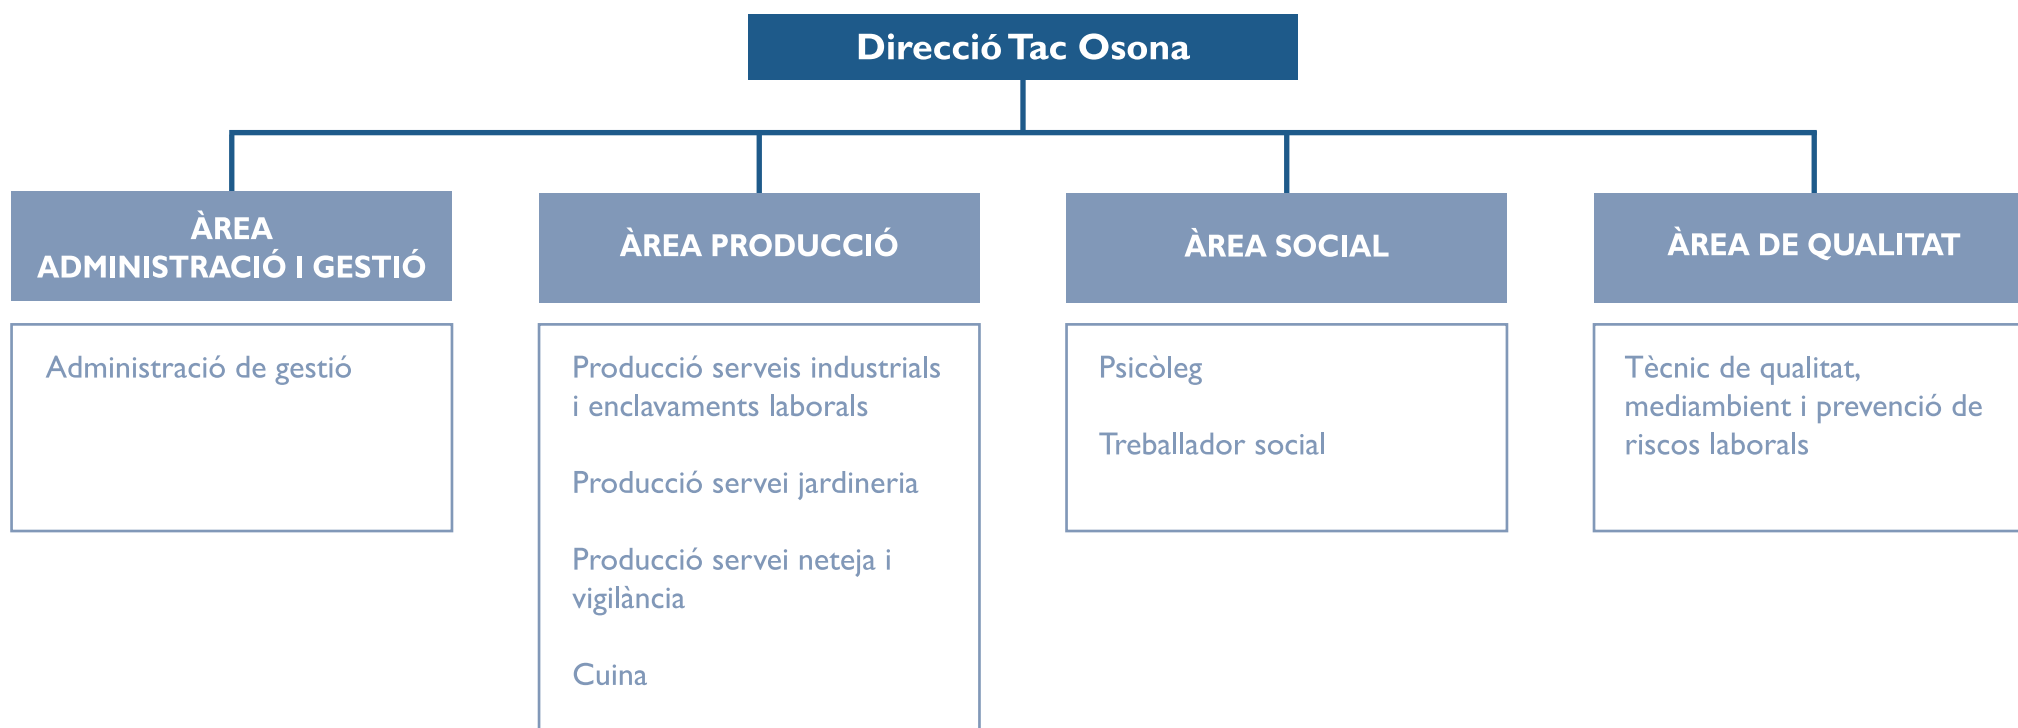 Direcció Tac Osona
ÀREA
ADMINISTRACIÓ I GESTIÓ
Administració de gestió
ÀREA PRODUCCIÓ
Producció serveis industrials
i enclavaments laborals
Producció servei jardineria
Producció servei neteja i
vigilància
Cuina
ÀREA SOCIAL
Psicòleg
Treballador social
ÀREA DE QUALITAT
Tècnic de qualitat,
mediambient i prevenció de
riscos laborals